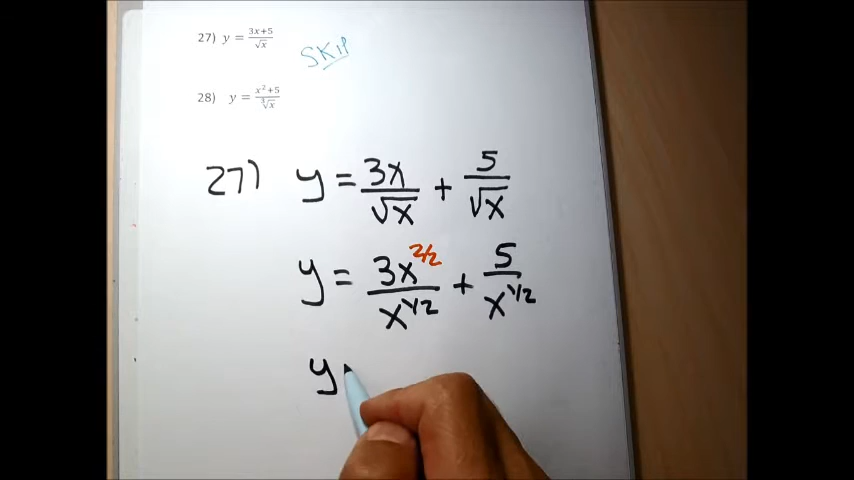 27) y = 3x+5/√x
SKIP
28) y = x²+5/∛x
27) y = 3x/√x + 5/√x
y = 3x^2/2/x^1/2 + 5/x^1/2
y